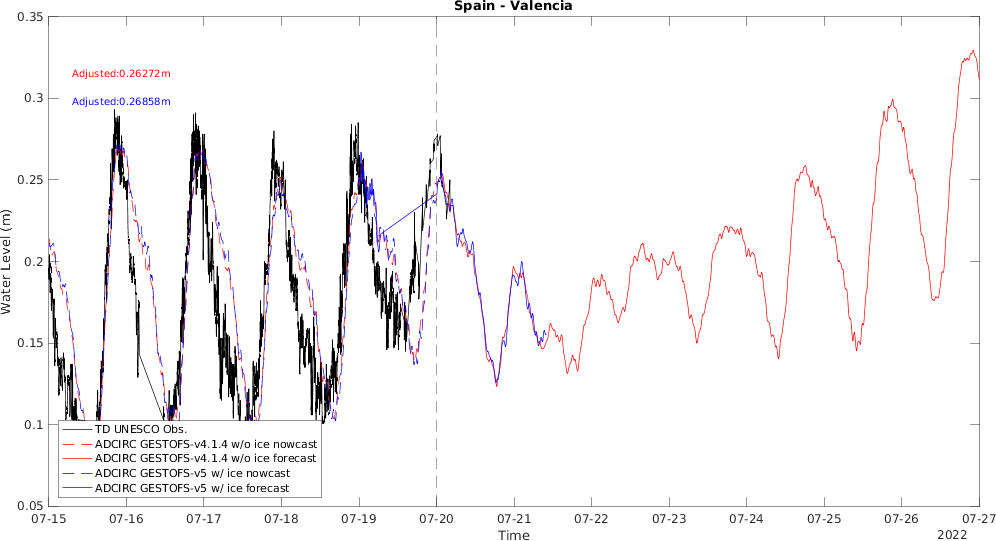 Spain - Valencia
0.35
Adjusted:0.26272m
0.3
Adjusted:0.26858m
0.25
0.2
Water Level (m)
0.15
0.1
0.05
TD UNESCO Obs.
ADCIRC GESTOFS-v4.1.4 w/o ice nowcast
ADCIRC GESTOFS-v4.1.4 w/o ice forecast
ADCIRC GESTOFS-v5 w/ ice nowcast
ADCIRC GESTOFS-v5 w/ ice forecast
07-15 07-16 07-17 07-18 07-19 07-20 07-21 07-22 07-23 07-24 07-25 07-26 07-27
Time
2022